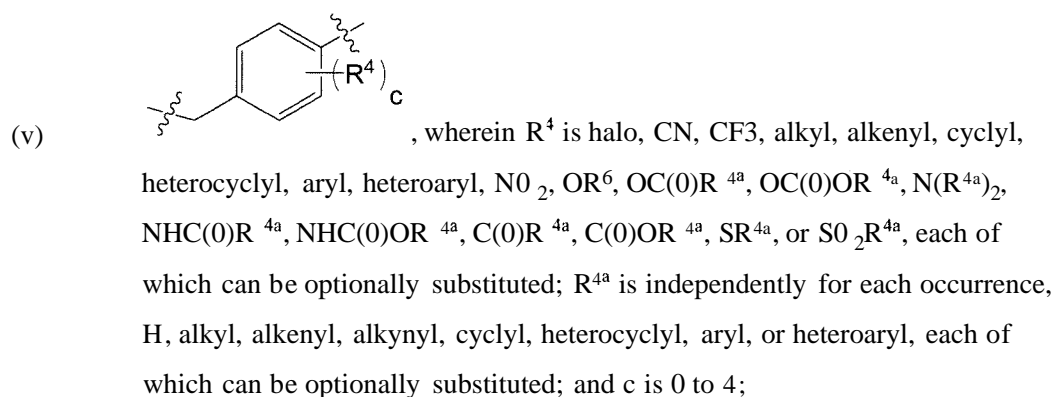 (R⁴)c
(v) , wherein R⁴ is halo, CN, CF3, alkyl, alkenyl, cyclyl,
heterocyclyl, aryl, heteroaryl, N0 ₂, OR⁶, OC(0)R ⁴ᵃ, OC(0)OR ⁴ᵃ, N(R⁴ᵃ)₂,
NHC(0)R ⁴ᵃ, NHC(0)OR ⁴ᵃ, C(0)R ⁴ᵃ, C(0)OR ⁴ᵃ, SR⁴ᵃ, or S0 ₂R⁴ᵃ, each of
which can be optionally substituted; R⁴ᵃ is independently for each occurrence,
H, alkyl, alkenyl, alkynyl, cyclyl, heterocyclyl, aryl, or heteroaryl, each of
which can be optionally substituted; and c is 0 to 4;